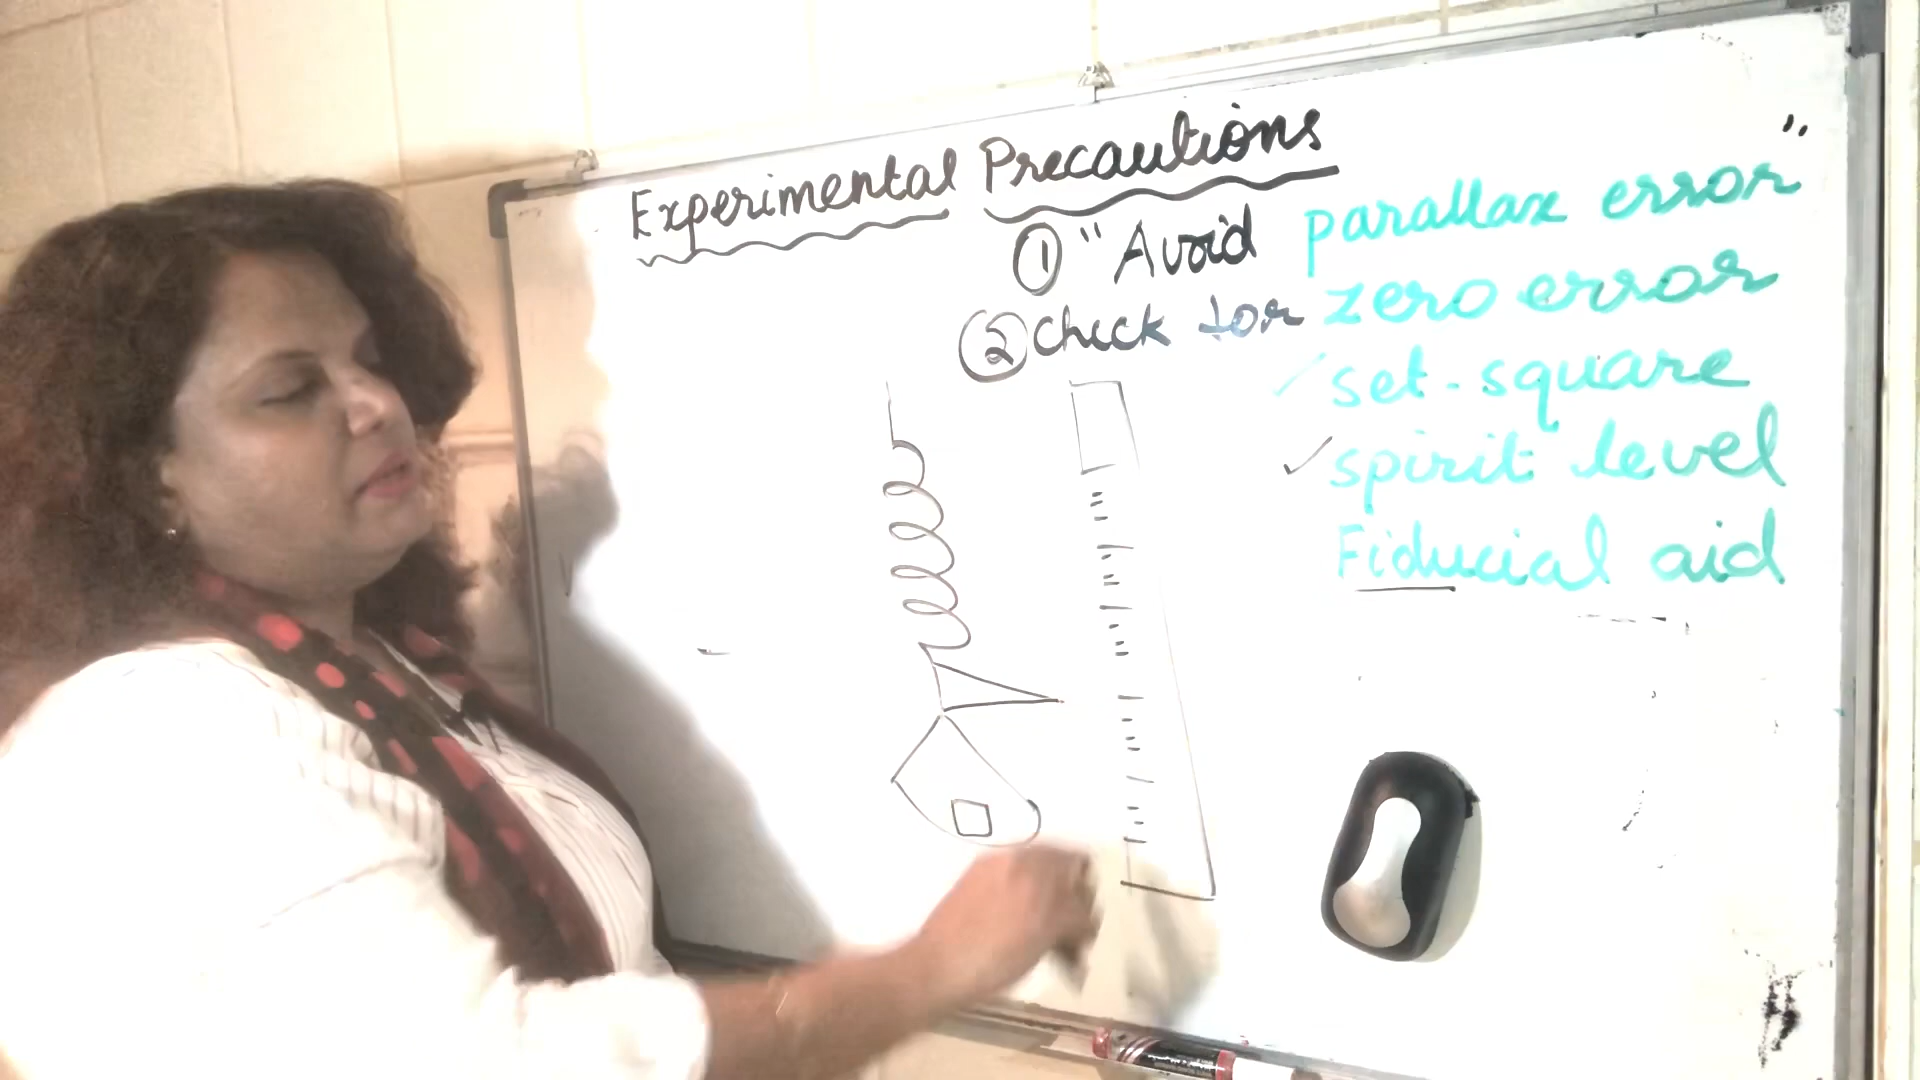 Experimental Precautions
① "Avoid parallax error"
② Check for zero error
✓ set-square
✓ spirit level
Fiducial aid